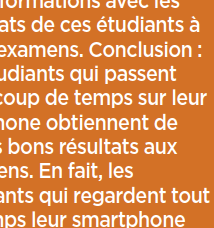 formations avec les
ats de ces étudiants à
examens. Conclusion :
udiants qui passent
coup de temps sur leur
hone obtiennent de
s bons résultats aux
ens. En fait, les
ants qui regardent tout
mps leur smartphone